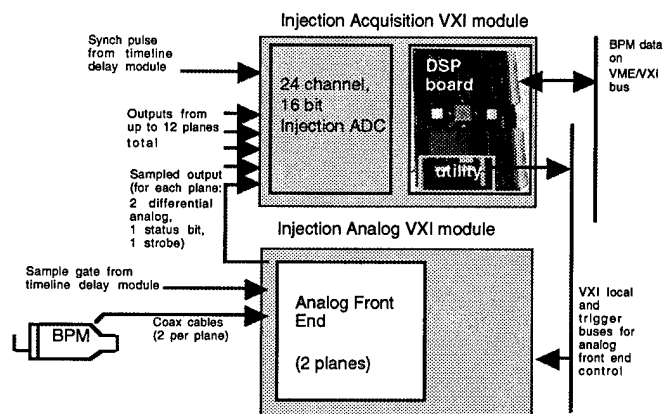 Injection Acquisition VXI module
Synch pulse
from timeline
delay module
24 channel,
16 bit
Injection ADC
DSP
board
utility
BPM data
on
VME/VXI
bus
Outputs from
up to 12 planes
total
Sampled output
(for each plane:
2 differential
analog,
1 status bit,
1 strobe)
Injection Analog VXI module
Sample gate from
timeline delay module
BPM
Coax cables
(2 per plane)
Analog Front
End
(2 planes)
VXI local
and
trigger
buses for
analog
front end
control